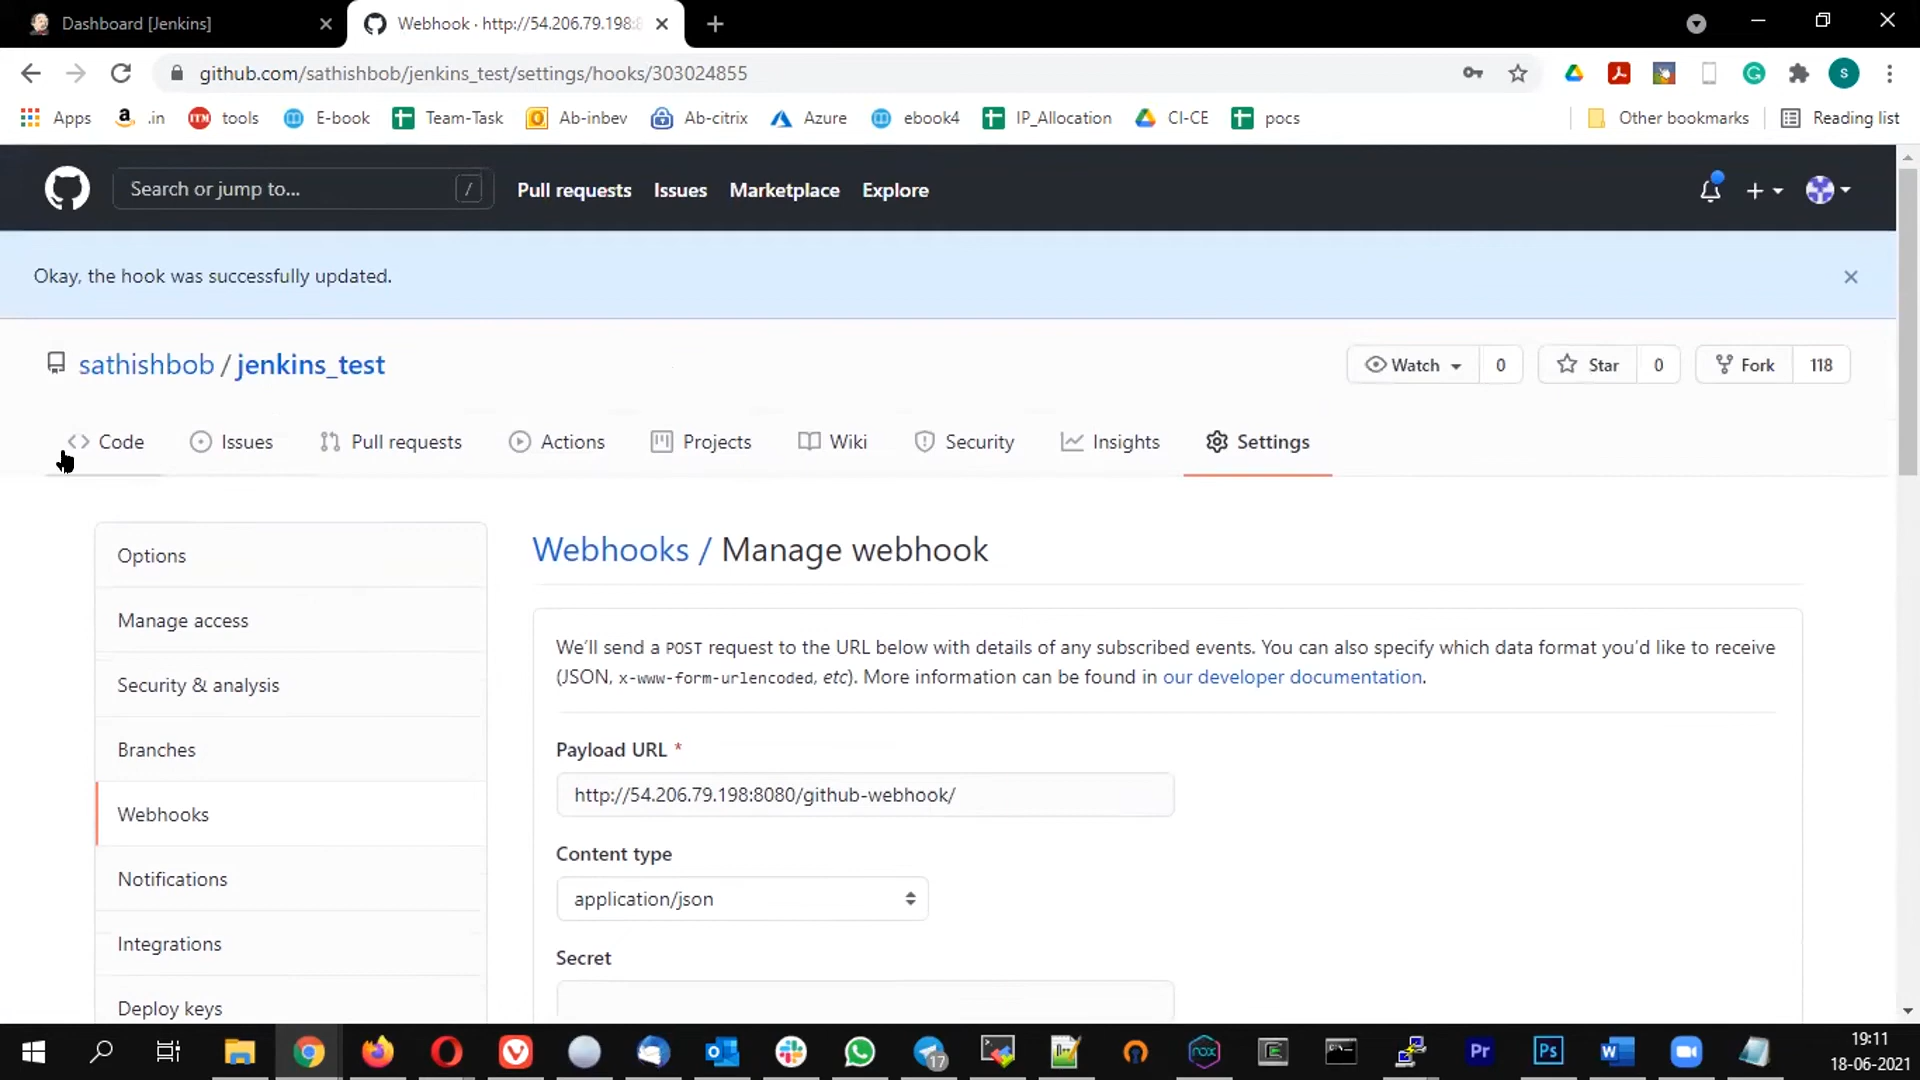 Dashboard [Jenkins]
Webhook · http://54.206.79.198:8
github.com/sathishbob/jenkins_test/settings/hooks/303024855
S
Apps
.in
ITM tools
E-book
Team-Task
Ab-inbev
Ab-citrix
Azure
ebook4
IP_Allocation
CI-CE
pocs
Other bookmarks
Reading list
Search or jump to... /
Pull requests
Issues
Marketplace
Explore
Okay, the hook was successfully updated.
sathishbob / jenkins_test
Watch 0
Star 0
Fork 118
Code
Issues
Pull requests
Actions
Projects
Wiki
Security
Insights
Settings
Options
Manage access
Security & analysis
Branches
Webhooks
Notifications
Integrations
Deploy keys
Webhooks / Manage webhook
We'll send a POST request to the URL below with details of any subscribed events. You can also specify which data format you'd like to receive
(JSON, x-www-form-urlencoded, etc). More information can be found in our developer documentation.
Payload URL *
http://54.206.79.198:8080/github-webhook/
Content type
application/json
Secret
17
nox
Pr
Ps
W
19:11
18-06-2021